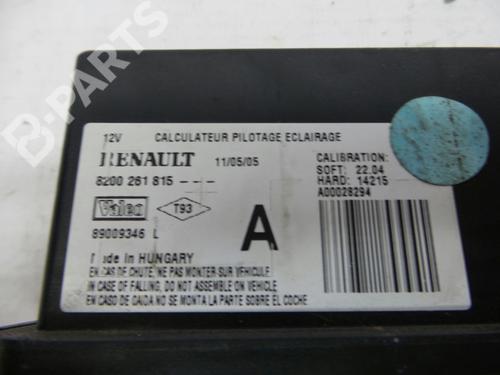 B-PARTS
12V CALCULATEUR PILOTAGE ECLAIRAGE
RENAULT 11/05/05
CALIBRATION:
8200 261 815 - - -
SOFT: 22.04
HARD: 14215
A00028294
Valeo T93
A
89009346 L
Made in HUNGARY
EN CAS DE CHUTE, NE PAS MONTER SUR VÉHICULE
IN CASE OF FALLING, DO NOT ASSEMBLE ON VEHICLE
EN CASO DE CAIDA NO SE MONTA LA PARTE SOBRE EL COCHE